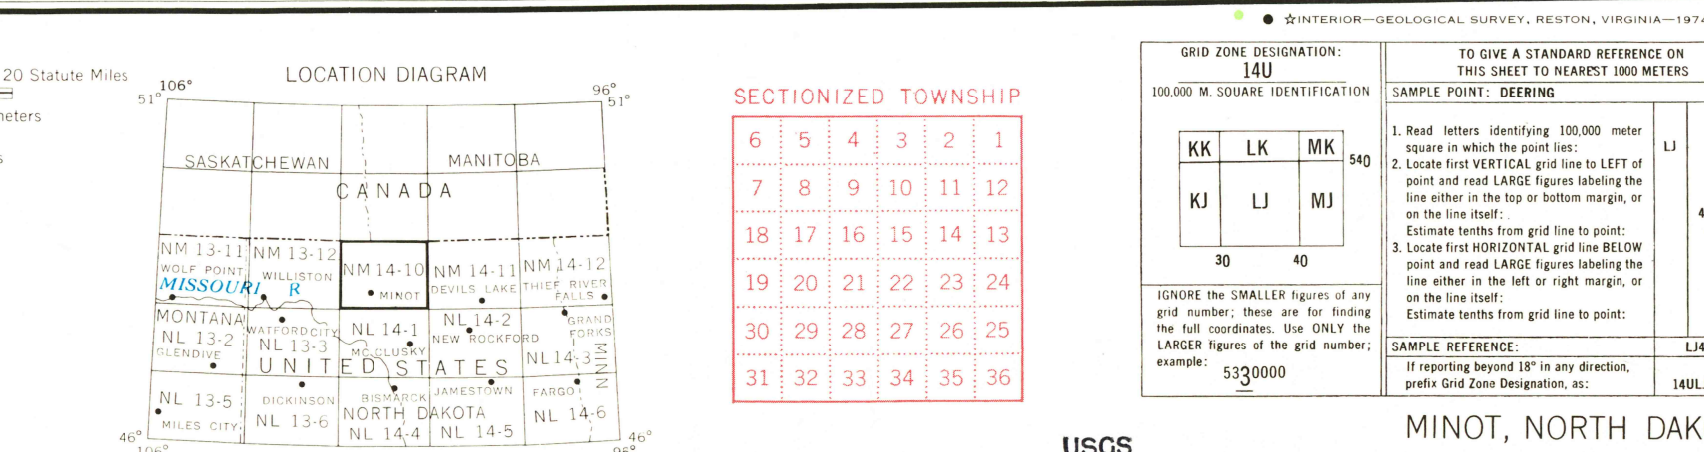 ☆INTERIOR—GEOLOGICAL SURVEY, RESTON, VIRGINIA—1974
20 Statute Miles
LOCATION DIAGRAM
106°
96°
51°
51°
SASKATCHEWAN
MANITOBA
CANADA
NM 13-11
NM 13-12
NM 14-10
NM 14-11
NM 14-12
WOLF POINT
WILLISTON
MINOT
DEVILS LAKE
THIEF RIVER
FALLS
MISSOURI R
MONTANA
NL 13-2
GLENDIVE
WATFORD CITY
NL 13-3
NL 14-1
MC CLUSKY
NL 14-2
NEW ROCKFORD
GRAND
FORKS
NL 14-3
MINN
UNITED STATES
NL 13-5
MILES CITY
DICKINSON
NL 13-6
BISMARCK
NORTH DAKOTA
NL 14-4
JAMESTOWN
NL 14-5
FARGO
NL 14-6
46°
46°
106°
96°
SECTIONIZED TOWNSHIP
6 5 4 3 2 1
7 8 9 10 11 12
18 17 16 15 14 13
19 20 21 22 23 24
30 29 28 27 26 25
31 32 33 34 35 36
USGS
GRID ZONE DESIGNATION:
14U
100,000 M. SQUARE IDENTIFICATION
KK LK MK
540
KJ LJ MJ
30 40
IGNORE the SMALLER figures of any
grid number; these are for finding
the full coordinates. Use ONLY the
LARGER figures of the grid number;
example:
5330000
TO GIVE A STANDARD REFERENCE ON
THIS SHEET TO NEAREST 1000 METERS
SAMPLE POINT: DEERING
1. Read letters identifying 100,000 meter
square in which the point lies:
LJ
2. Locate first VERTICAL grid line to LEFT of
point and read LARGE figures labeling the
line either in the top or bottom margin, or
on the line itself:
4
Estimate tenths from grid line to point:
3. Locate first HORIZONTAL grid line BELOW
point and read LARGE figures labeling the
line either in the left or right margin, or
on the line itself:
Estimate tenths from grid line to point:
SAMPLE REFERENCE:
LJ4
If reporting beyond 18° in any direction,
prefix Grid Zone Designation, as:
14UL
MINOT, NORTH DAK